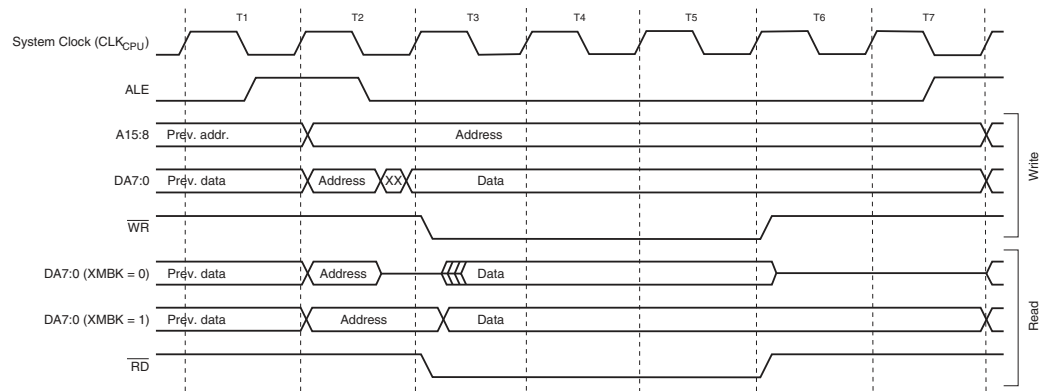 T1 T2 T3 T4 T5 T6 T7
System Clock (CLKCPU)
ALE
A15:8 Prev. addr. Address
DA7:0 Prev. data Address XX Data
WR
Write
DA7:0 (XMBK = 0) Prev. data Address Data
DA7:0 (XMBK = 1) Prev. data Address Data
RD
Read